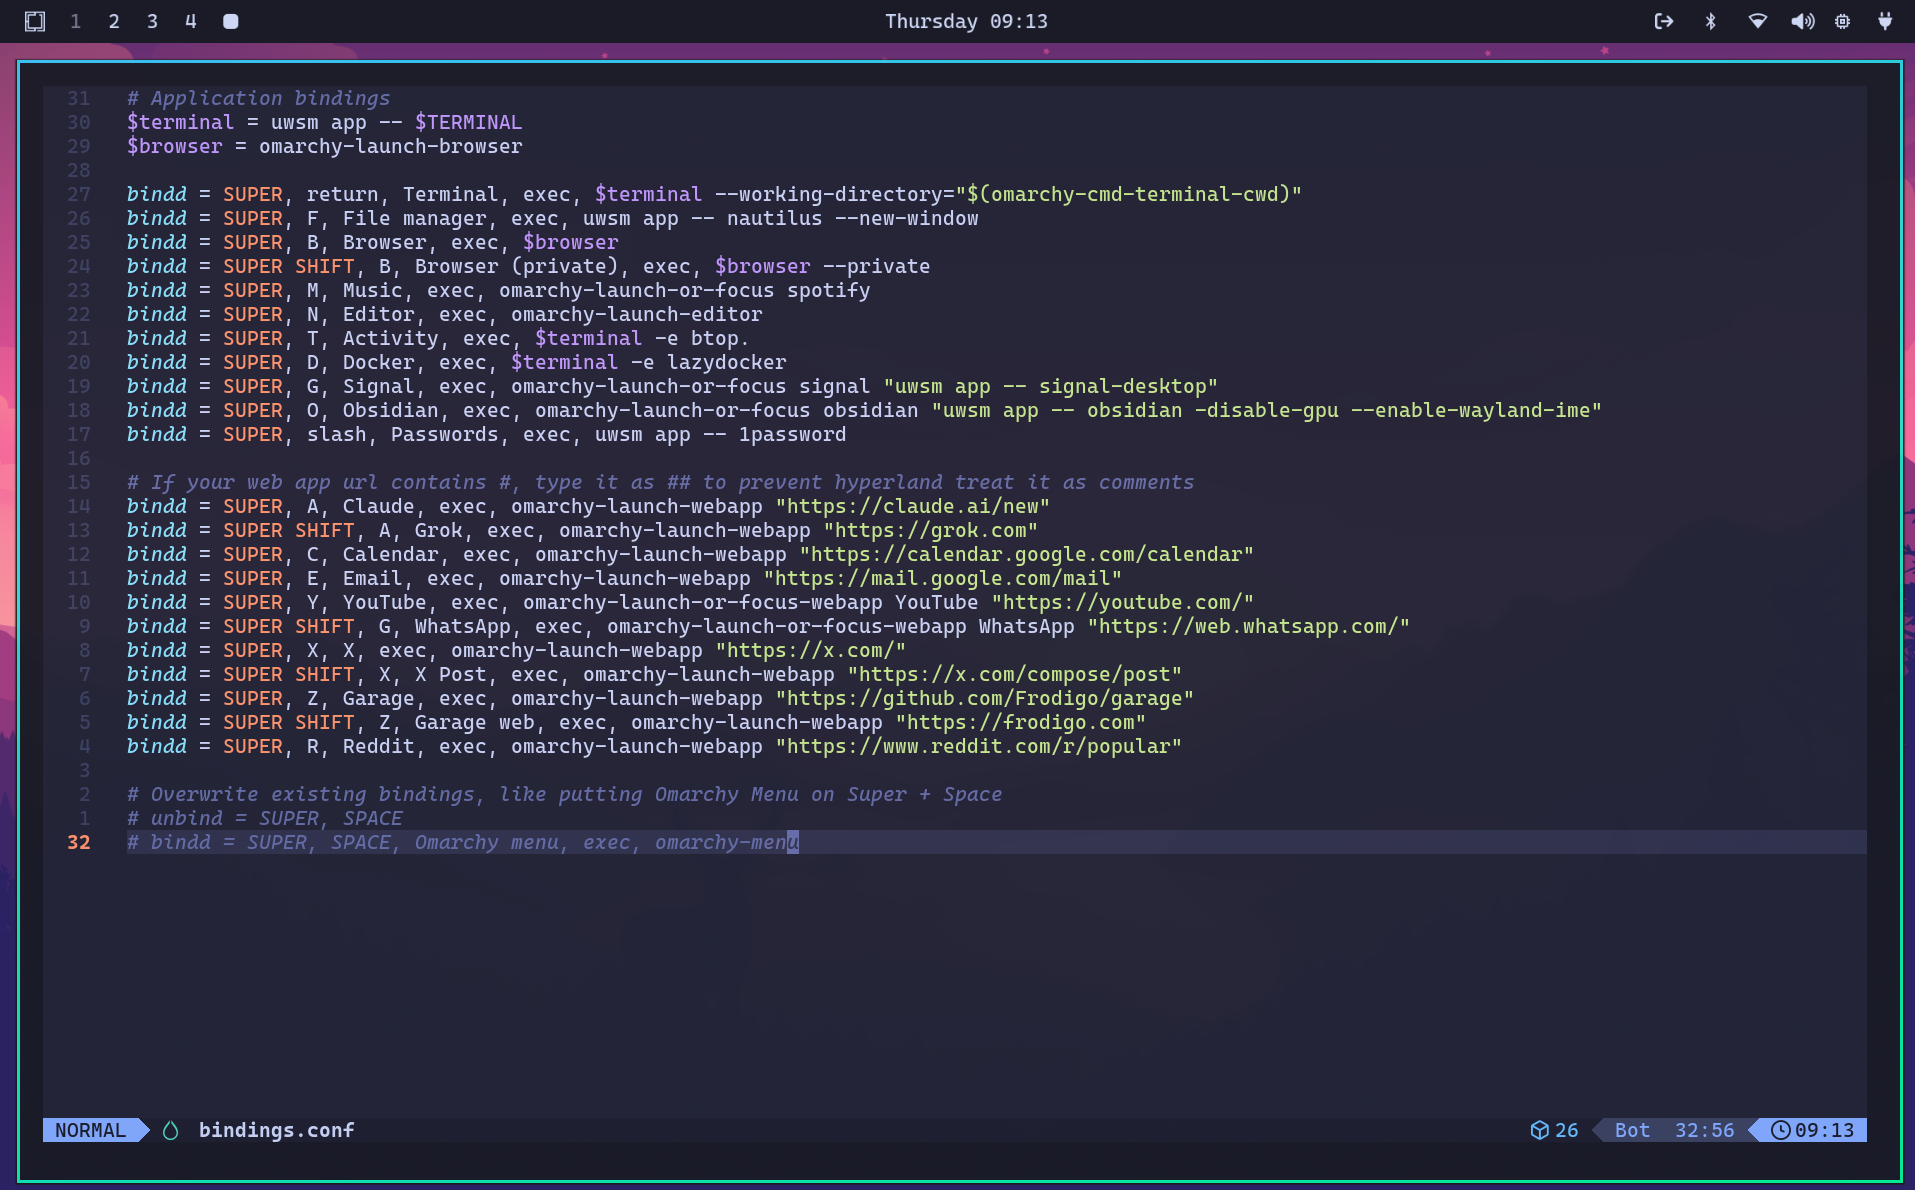 1 2 3 4
Thursday 09:13
31 # Application bindings
30 $terminal = uwsm app -- $TERMINAL
29 $browser = omarchy-launch-browser
28
27 bindd = SUPER, return, Terminal, exec, $terminal --working-directory="$(omarchy-cmd-terminal-cwd)"
26 bindd = SUPER, F, File manager, exec, uwsm app -- nautilus --new-window
25 bindd = SUPER, B, Browser, exec, $browser
24 bindd = SUPER SHIFT, B, Browser (private), exec, $browser --private
23 bindd = SUPER, M, Music, exec, omarchy-launch-or-focus spotify
22 bindd = SUPER, N, Editor, exec, omarchy-launch-editor
21 bindd = SUPER, T, Activity, exec, $terminal -e btop.
20 bindd = SUPER, D, Docker, exec, $terminal -e lazydocker
19 bindd = SUPER, G, Signal, exec, omarchy-launch-or-focus signal "uwsm app -- signal-desktop"
18 bindd = SUPER, O, Obsidian, exec, omarchy-launch-or-focus obsidian "uwsm app -- obsidian -disable-gpu --enable-wayland-ime"
17 bindd = SUPER, slash, Passwords, exec, uwsm app -- 1password
16
15 # If your web app url contains #, type it as ## to prevent hyperland treat it as comments
14 bindd = SUPER, A, Claude, exec, omarchy-launch-webapp "https://claude.ai/new"
13 bindd = SUPER SHIFT, A, Grok, exec, omarchy-launch-webapp "https://grok.com"
12 bindd = SUPER, C, Calendar, exec, omarchy-launch-webapp "https://calendar.google.com/calendar"
11 bindd = SUPER, E, Email, exec, omarchy-launch-webapp "https://mail.google.com/mail"
10 bindd = SUPER, Y, YouTube, exec, omarchy-launch-or-focus-webapp YouTube "https://youtube.com/"
9 bindd = SUPER SHIFT, G, WhatsApp, exec, omarchy-launch-or-focus-webapp WhatsApp "https://web.whatsapp.com/"
8 bindd = SUPER, X, X, exec, omarchy-launch-webapp "https://x.com/"
7 bindd = SUPER SHIFT, X, X Post, exec, omarchy-launch-webapp "https://x.com/compose/post"
6 bindd = SUPER, Z, Garage, exec, omarchy-launch-webapp "https://github.com/Frodigo/garage"
5 bindd = SUPER SHIFT, Z, Garage web, exec, omarchy-launch-webapp "https://frodigo.com"
4 bindd = SUPER, R, Reddit, exec, omarchy-launch-webapp "https://www.reddit.com/r/popular"
3
2 # Overwrite existing bindings, like putting Omarchy Menu on Super + Space
1 # unbind = SUPER, SPACE
32 # bindd = SUPER, SPACE, Omarchy menu, exec, omarchy-menu
NORMAL bindings.conf 26 Bot 32:56 09:13